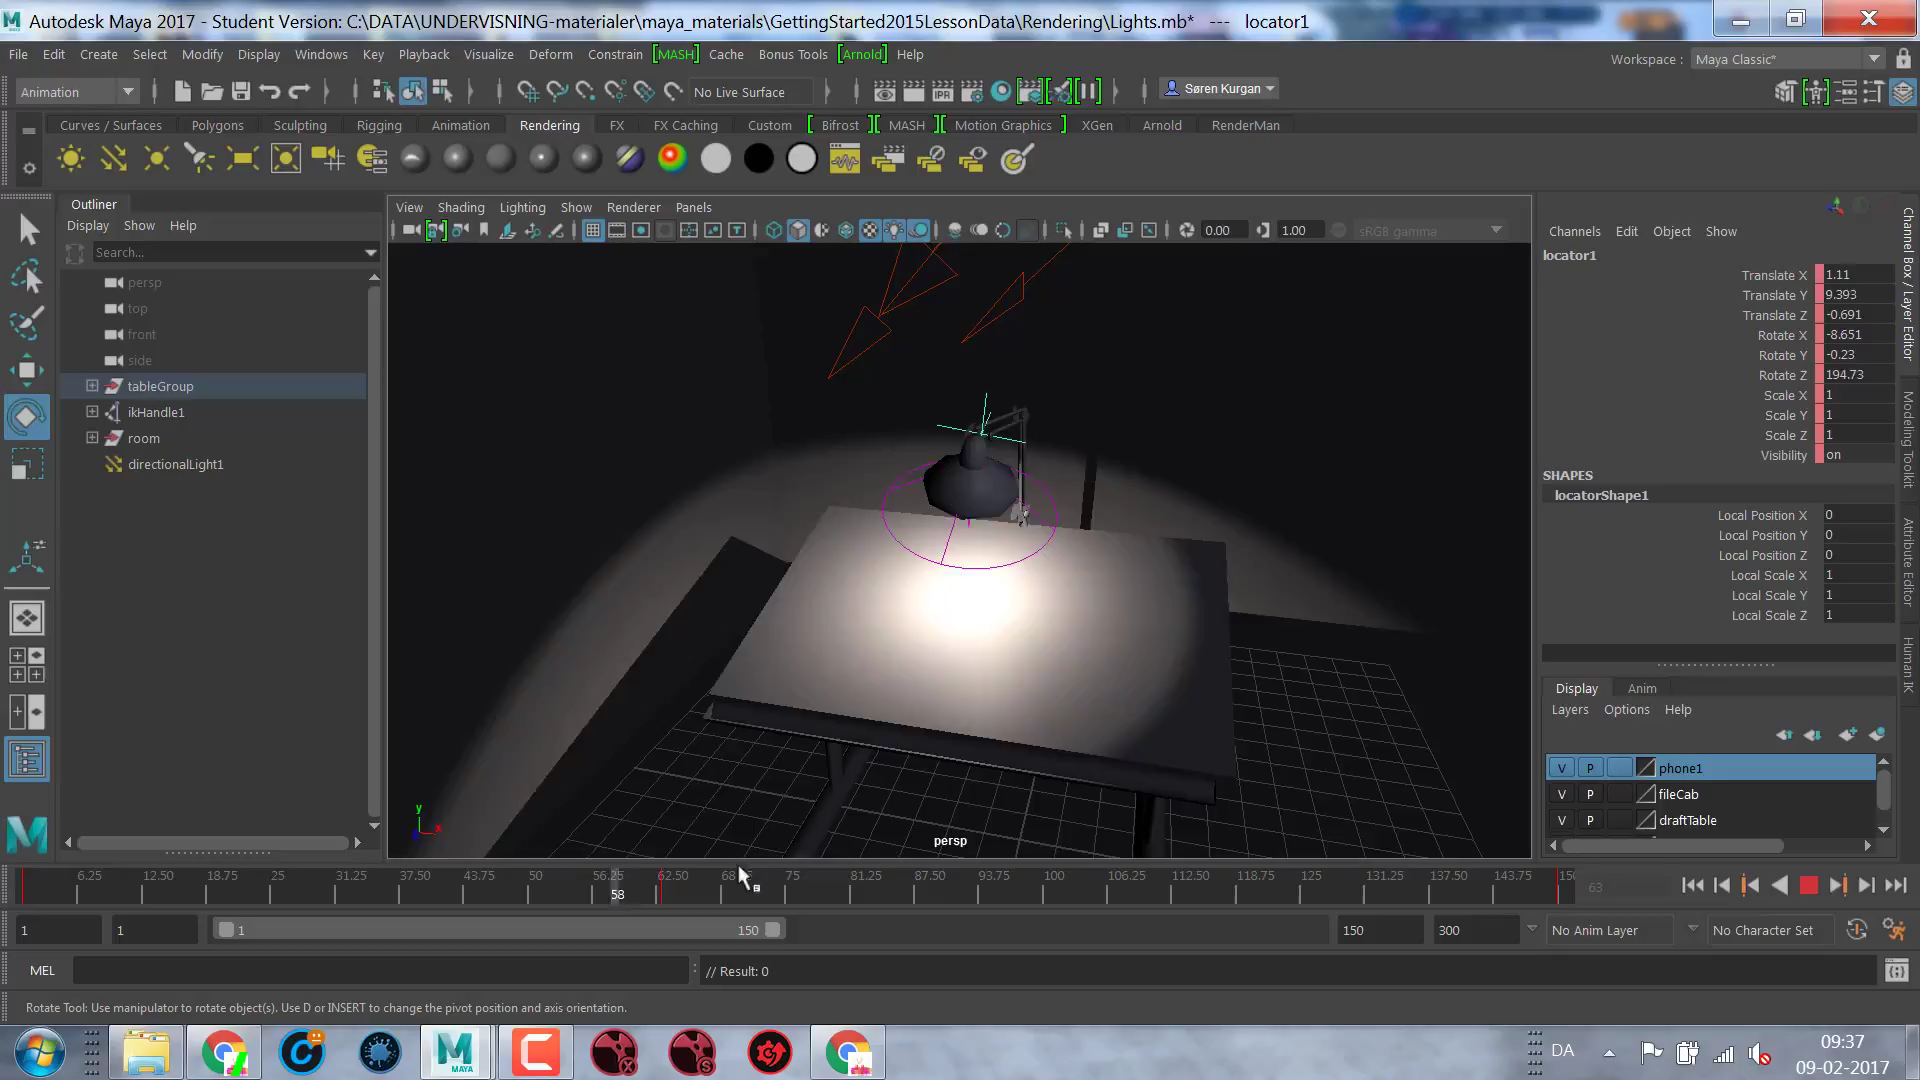 Autodesk Maya 2017 - Student Version: C:\DATA\UNDERVISNING-materialer\maya_materials\GettingStarted2015LessonData\Rendering\Lights.mb* --- locator1
File Edit Create Select Modify Display Windows Key Playback Visualize Deform Constrain [MASH] Cache Bonus Tools [Arnold] Help
Workspace : Maya Classic*
Animation
No Live Surface
IPR
Søren Kurgan
Curves / Surfaces Polygons Sculpting Rigging Animation Rendering FX FX Caching Custom [ Bifrost ][ MASH ][ Motion Graphics ] XGen Arnold RenderMan
Outliner
Display Show Help
Search...
persp
top
front
side
tableGroup
ikHandle1
room
directionalLight1
View Shading Lighting Show Renderer Panels
0.00
1.00
sRGB gamma
y
x
persp
Channels Edit Object Show
locator1
Translate X 1.11
Translate Y 9.393
Translate Z -0.691
Rotate X -8.651
Rotate Y -0.23
Rotate Z 194.73
Scale X 1
Scale Y 1
Scale Z 1
Visibility on
SHAPES
locatorShape1
Local Position X 0
Local Position Y 0
Local Position Z 0
Local Scale X 1
Local Scale Y 1
Local Scale Z 1
Display Anim
Layers Options Help
V P phone1
V P fileCab
V P draftTable
Channel Box / Layer Editor
Modeling Toolkit
Attribute Editor
Human IK
6.25 12.50 18.75 25 31.25 37.50 43.75 50 56.25 62.50 75 81.25 87.50 93.75 100 106.25 112.50 118.75 125 131.25 137.50 143.75
58
63
1 1 1 150 150 300 No Anim Layer No Character Set
MEL
// Result: 0
Rotate Tool: Use manipulator to rotate object(s). Use D or INSERT to change the pivot position and axis orientation.
MAYA
DA
09:37
09-02-2017